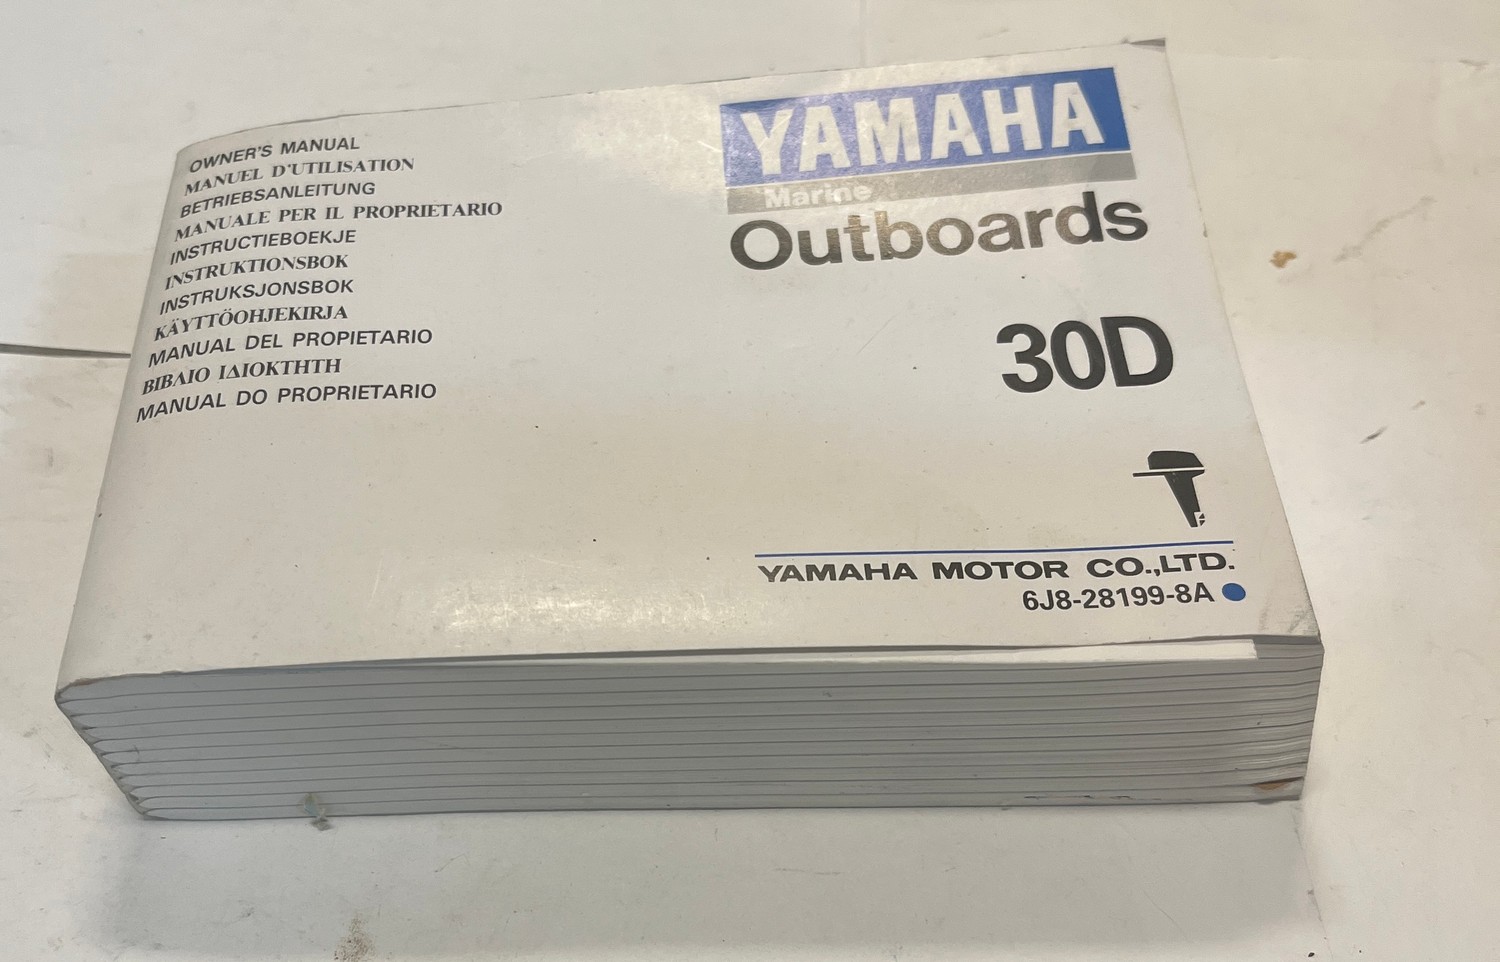 OWNER'S MANUAL
MANUEL D'UTILISATION
BETRIEBSANLEITUNG
MANUALE PER IL PROPRIETARIO
INSTRUCTIEBOEKJE
INSTRUKTIONSBOK
INSTRUKSJONSBOK
KÄYTTÖOHJEKIRJA
MANUAL DEL PROPIETARIO
ΒΙΒΛΙΟ ΙΔΙΟΚΤΗΤΗ
MANUAL DO PROPRIETARIO
YAMAHA
Marine
Outboards
30D
YAMAHA MOTOR CO.,LTD.
6J8-28199-8A